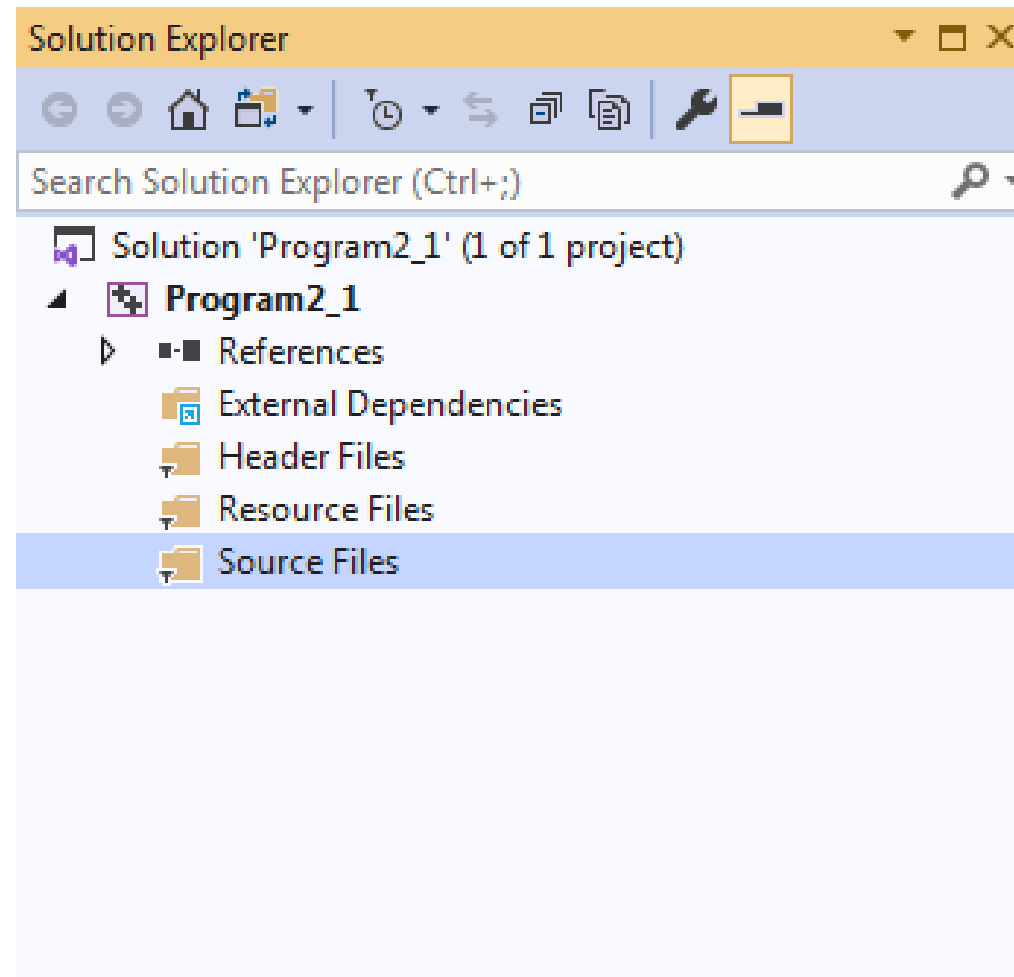 Solution Explorer
Search Solution Explorer (Ctrl+;)
Solution 'Program2_1' (1 of 1 project)
Program2_1
References
External Dependencies
Header Files
Resource Files
Source Files